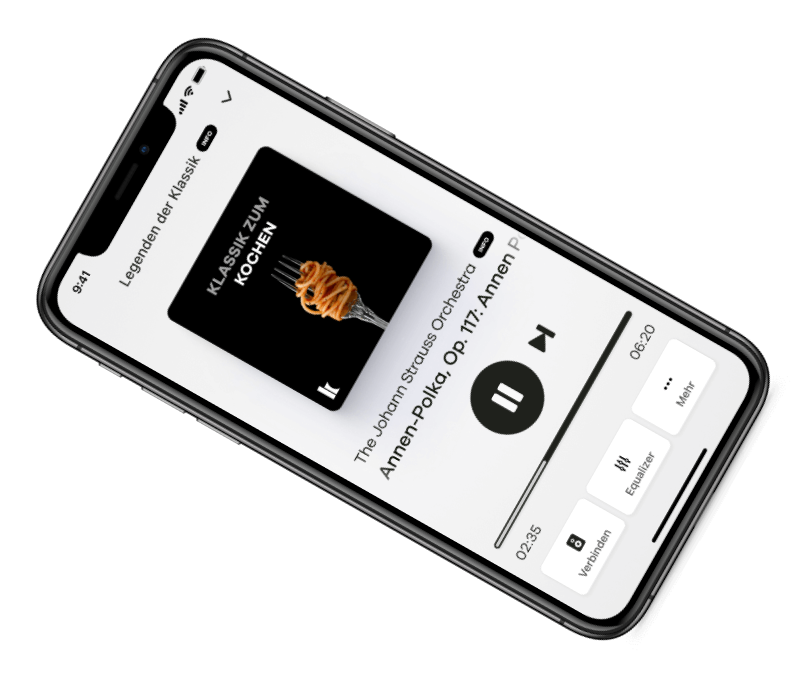 9:41
Legenden der Klassik INFO
KLASSIK ZUM
KOCHEN
The Johann Strauss Orchestra INFO
Annen-Polka, Op. 117: Annen P
02:35 06:20
Verbinden Equalizer Mehr